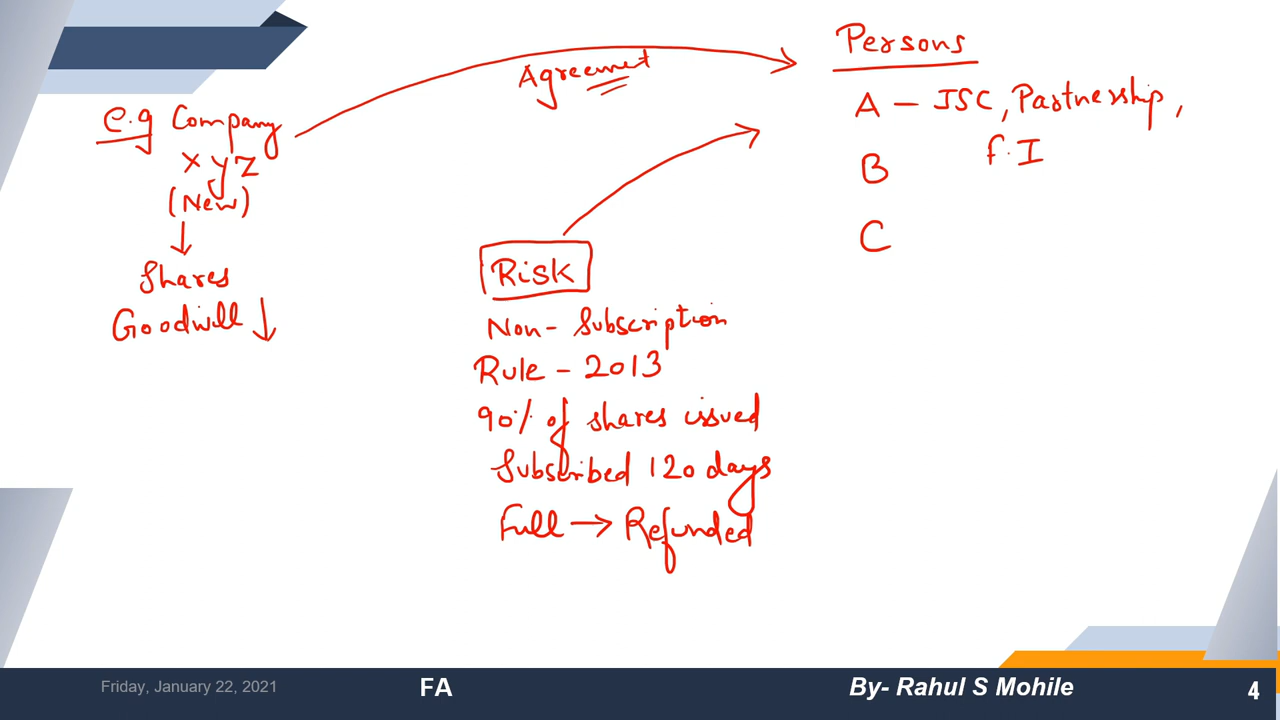 e.g Company
XYZ
(New)
Shares
Goodwill
Agreement
Persons
A - JSC, Partnership,
F.I
B
C
Risk
Non-Subscription
Rule - 2013
90% of shares issued
Subscribed 120 days
Full → Refunded
Friday, January 22, 2021
FA
By- Rahul S Mohile
4